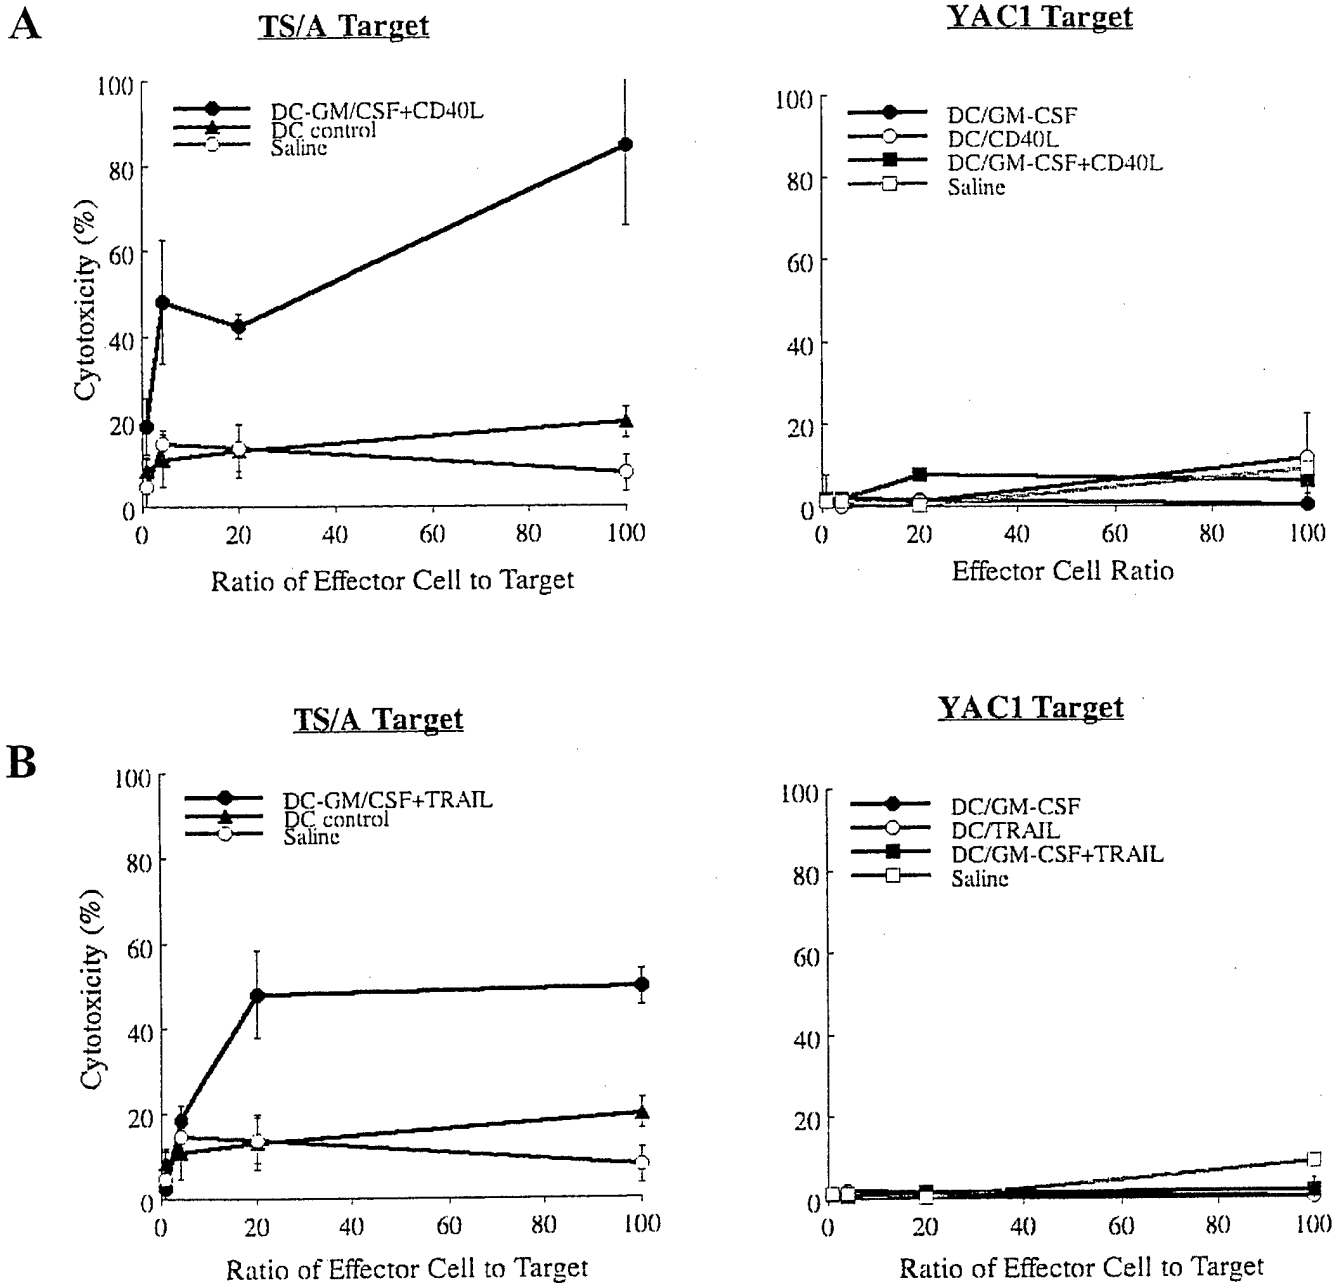 A
TS/A Target
100
80
60
40
20
0
Cytotoxicity (%)
DC-GM/CSF+CD40L
DC control
Saline
0 20 40 60 80 100
Ratio of Effector Cell to Target
YAC1 Target
100
80
60
40
20
0
DC/GM-CSF
DC/CD40L
DC/GM-CSF+CD40L
Saline
0 20 40 60 80 100
Effector Cell Ratio
B
TS/A Target
100
80
60
40
20
0
Cytotoxicity (%)
DC-GM/CSF+TRAIL
DC control
Saline
0 20 40 60 80 100
Ratio of Effector Cell to Target
YAC1 Target
100
80
60
40
20
0
DC/GM-CSF
DC/TRAIL
DC/GM-CSF+TRAIL
Saline
0 20 40 60 80 100
Ratio of Effector Cell to Target